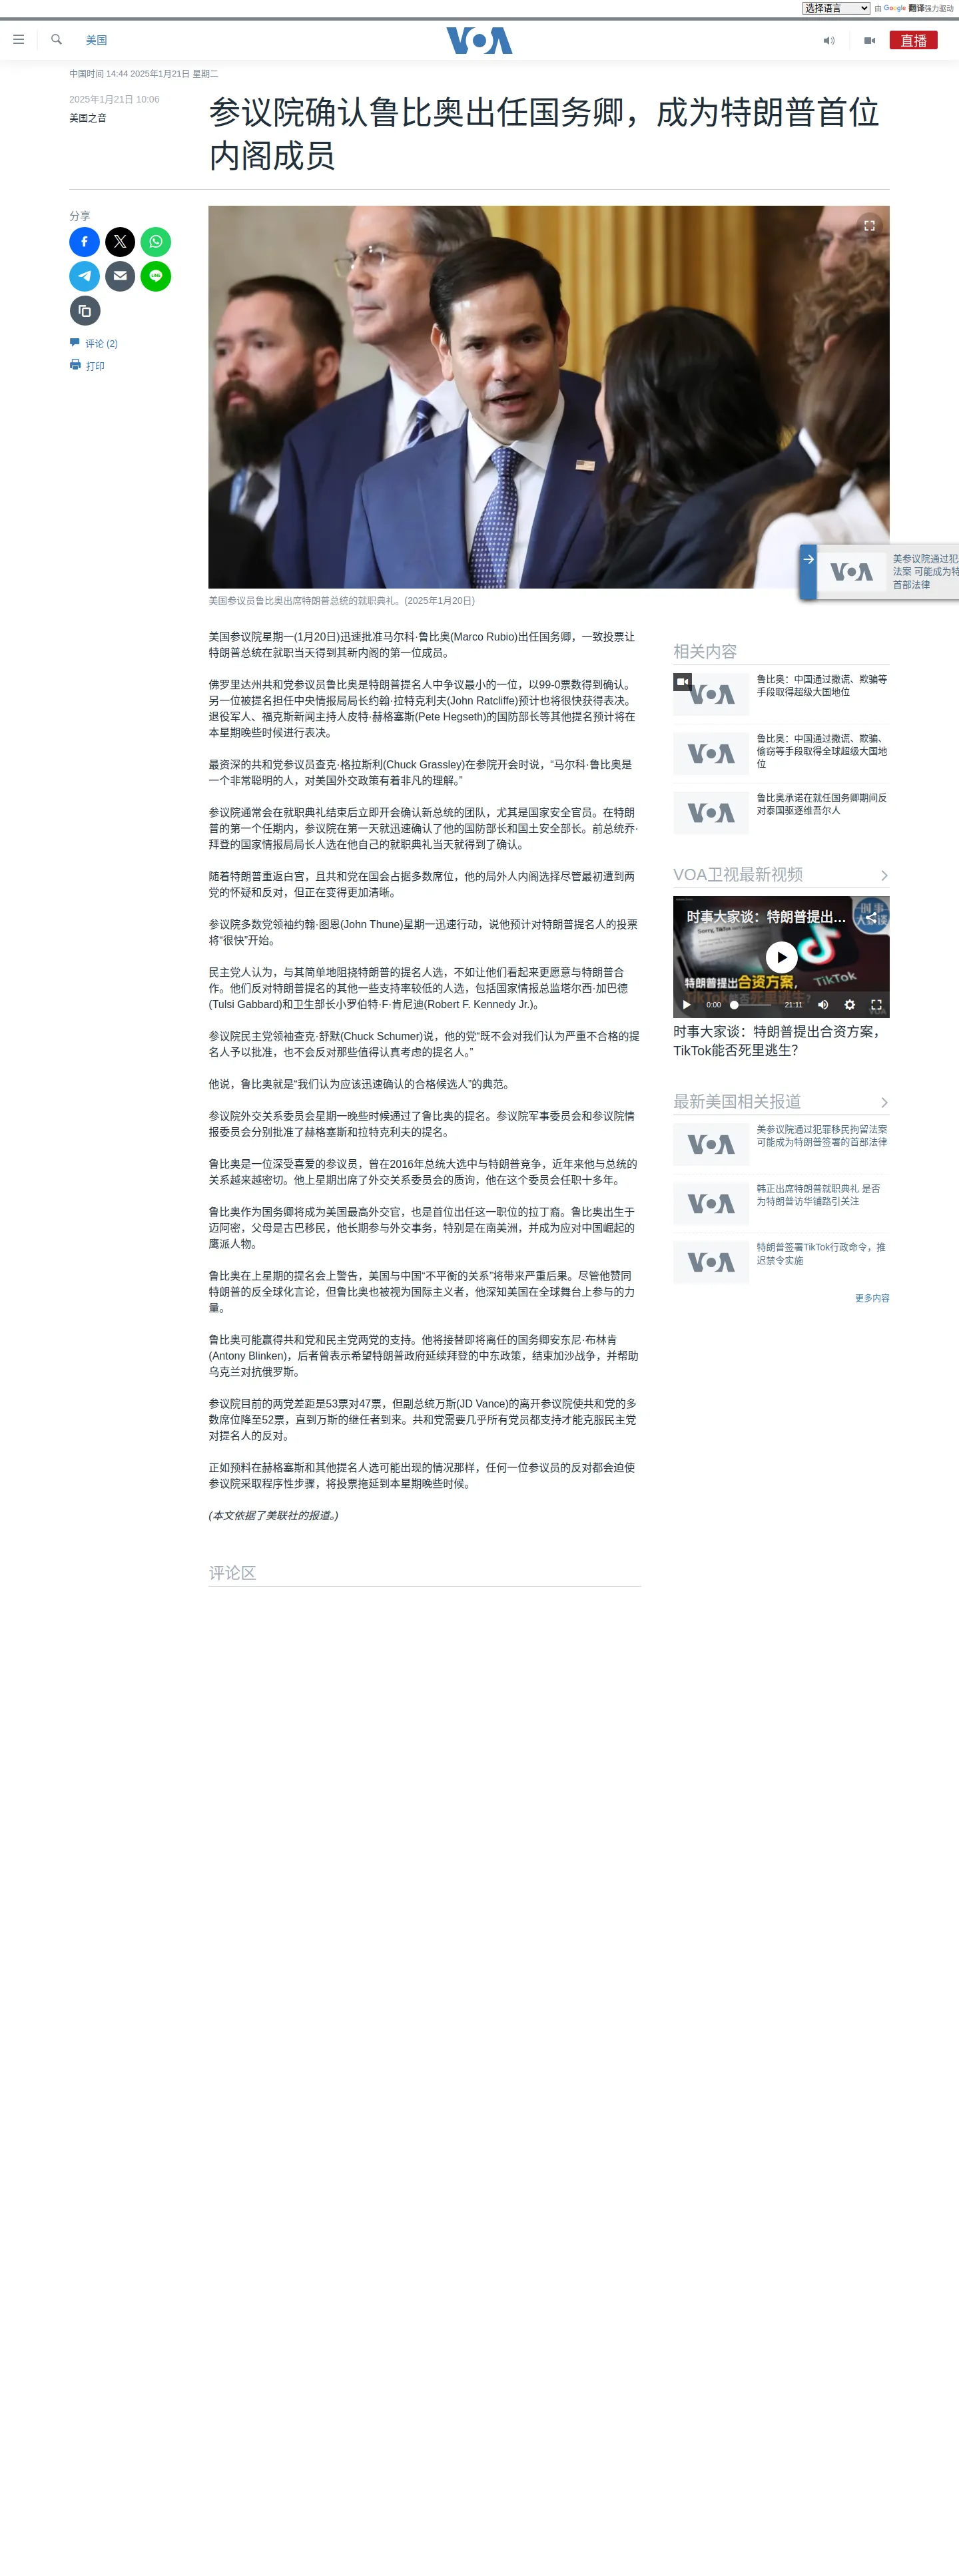 选择语言 由 Google 翻译强力驱动
美国
VOA
直播
中国时间 14:44 2025年1月21日 星期二
2025年1月21日 10:06
美国之音
参议院确认鲁比奥出任国务卿，成为特朗普首位
内阁成员
分享
评论 (2)
打印
美参议院通过犯
法案 可能成为特
首部法律
VOA
美国参议员鲁比奥出席特朗普总统的就职典礼。(2025年1月20日)
美国参议院星期一(1月20日)迅速批准马尔科·鲁比奥(Marco Rubio)出任国务卿，一致投票让
特朗普总统在就职当天得到其新内阁的第一位成员。
佛罗里达州共和党参议员鲁比奥是特朗普提名人中争议最小的一位，以99-0票数得到确认。
另一位被提名担任中央情报局局长约翰·拉特克利夫(John Ratcliffe)预计也将很快获得表决。
退役军人、福克斯新闻主持人皮特·赫格塞斯(Pete Hegseth)的国防部长等其他提名预计将在
本星期晚些时候进行表决。
最资深的共和党参议员查克·格拉斯利(Chuck Grassley)在参院开会时说，“马尔科·鲁比奥是
一个非常聪明的人，对美国外交政策有着非凡的理解。”
参议院通常会在就职典礼结束后立即开会确认新总统的团队，尤其是国家安全官员。在特朗
普的第一个任期内，参议院在第一天就迅速确认了他的国防部长和国土安全部长。前总统乔·
拜登的国家情报局局长人选在他自己的就职典礼当天就得到了确认。
随着特朗普重返白宫，且共和党在国会占据多数席位，他的局外人内阁选择尽管最初遭到两
党的怀疑和反对，但正在变得更加清晰。
参议院多数党领袖约翰·图恩(John Thune)星期一迅速行动，说他预计对特朗普提名人的投票
将“很快”开始。
民主党人认为，与其简单地阻挠特朗普的提名人选，不如让他们看起来更愿意与特朗普合
作。他们反对特朗普提名的其他一些支持率较低的人选，包括国家情报总监塔尔西·加巴德
(Tulsi Gabbard)和卫生部长小罗伯特·F·肯尼迪(Robert F. Kennedy Jr.)。
参议院民主党领袖查克·舒默(Chuck Schumer)说，他的党“既不会对我们认为严重不合格的提
名人予以批准，也不会反对那些值得认真考虑的提名人。”
他说，鲁比奥就是“我们认为应该迅速确认的合格候选人”的典范。
参议院外交关系委员会星期一晚些时候通过了鲁比奥的提名。参议院军事委员会和参议院情
报委员会分别批准了赫格塞斯和拉特克利夫的提名。
鲁比奥是一位深受喜爱的参议员，曾在2016年总统大选中与特朗普竞争，近年来他与总统的
关系越来越密切。他上星期出席了外交关系委员会的质询，他在这个委员会任职十多年。
鲁比奥作为国务卿将成为美国最高外交官，也是首位出任这一职位的拉丁裔。鲁比奥出生于
迈阿密，父母是古巴移民，他长期参与外交事务，特别是在南美洲，并成为应对中国崛起的
鹰派人物。
鲁比奥在上星期的提名会上警告，美国与中国“不平衡的关系”将带来严重后果。尽管他赞同
特朗普的反全球化言论，但鲁比奥也被视为国际主义者，他深知美国在全球舞台上参与的力
量。
鲁比奥可能赢得共和党和民主党两党的支持。他将接替即将离任的国务卿安东尼·布林肯
(Antony Blinken)，后者曾表示希望特朗普政府延续拜登的中东政策，结束加沙战争，并帮助
乌克兰对抗俄罗斯。
参议院目前的两党差距是53票对47票，但副总统万斯(JD Vance)的离开参议院使共和党的多
数席位降至52票，直到万斯的继任者到来。共和党需要几乎所有党员都支持才能克服民主党
对提名人的反对。
正如预料在赫格塞斯和其他提名人选可能出现的情况那样，任何一位参议员的反对都会迫使
参议院采取程序性步骤，将投票拖延到本星期晚些时候。
(本文依据了美联社的报道。)
评论区
相关内容
VOA
鲁比奥：中国通过撒谎、欺骗等
手段取得超级大国地位
VOA
鲁比奥：中国通过撒谎、欺骗、
偷窃等手段取得全球超级大国地
位
VOA
鲁比奥承诺在就任国务卿期间反
对泰国驱逐维吾尔人
VOA卫视最新视频
时事大家谈：特朗普提出...
时事
大家谈
Sorry, TikTok isn't
TikTok
特朗普提出合资方案，
TikTok能否死里逃生？
0:00
21:11
VOA
时事大家谈：特朗普提出合资方案，
TikTok能否死里逃生？
最新美国相关报道
VOA
美参议院通过犯罪移民拘留法案
可能成为特朗普签署的首部法律
VOA
韩正出席特朗普就职典礼 是否
为特朗普访华铺路引关注
VOA
特朗普签署TikTok行政命令，推
迟禁令实施
更多内容